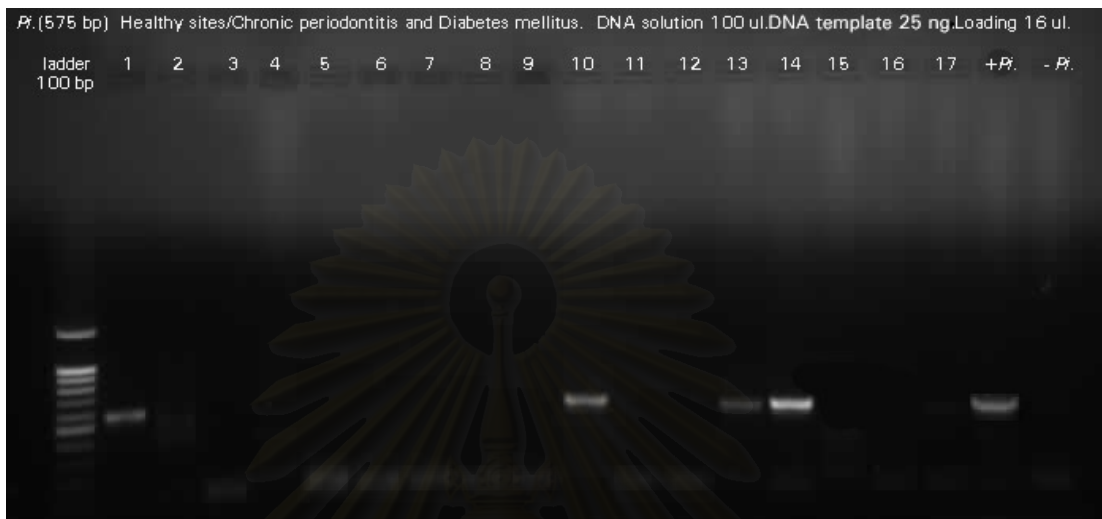 Pi.(575 bp) Healthy sites/Chronic periodontitis and Diabetes mellitus. DNA solution 100 ul.DNA template 25 ng.Loading 16 ul.
ladder 1 2 3 4 5 6 7 8 9 10 11 12 13 14 15 16 17 +Pi. - Pi.
100 bp